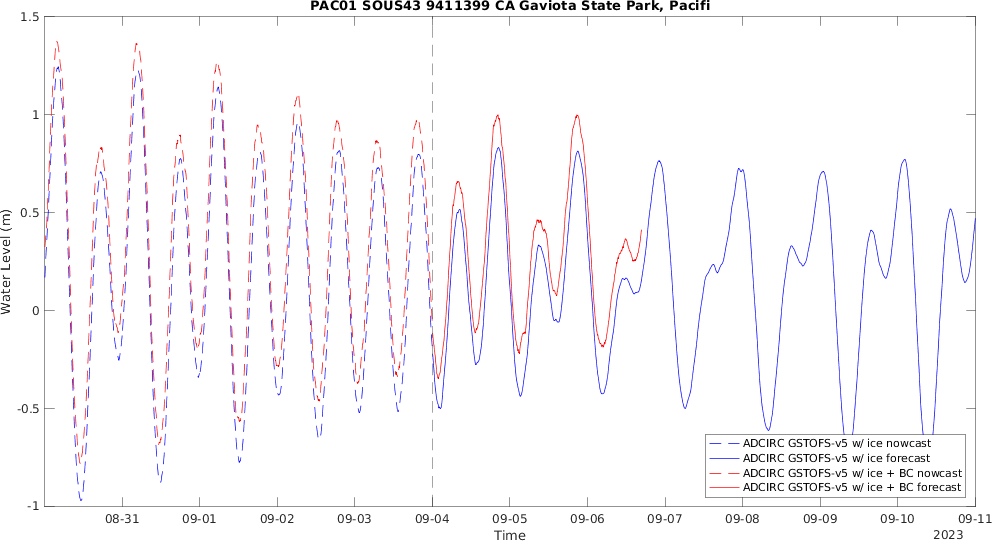 PAC01 SOUS43 9411399 CA Gaviota State Park, Pacifi
1.5
1
0.5
0
-0.5
-1
Water Level (m)
08-31 09-01 09-02 09-03 09-04 09-05 09-06 09-07 09-08 09-09 09-10 09-11
Time
2023
ADCIRC GSTOFS-v5 w/ ice nowcast
ADCIRC GSTOFS-v5 w/ ice forecast
ADCIRC GSTOFS-v5 w/ ice + BC nowcast
ADCIRC GSTOFS-v5 w/ ice + BC forecast